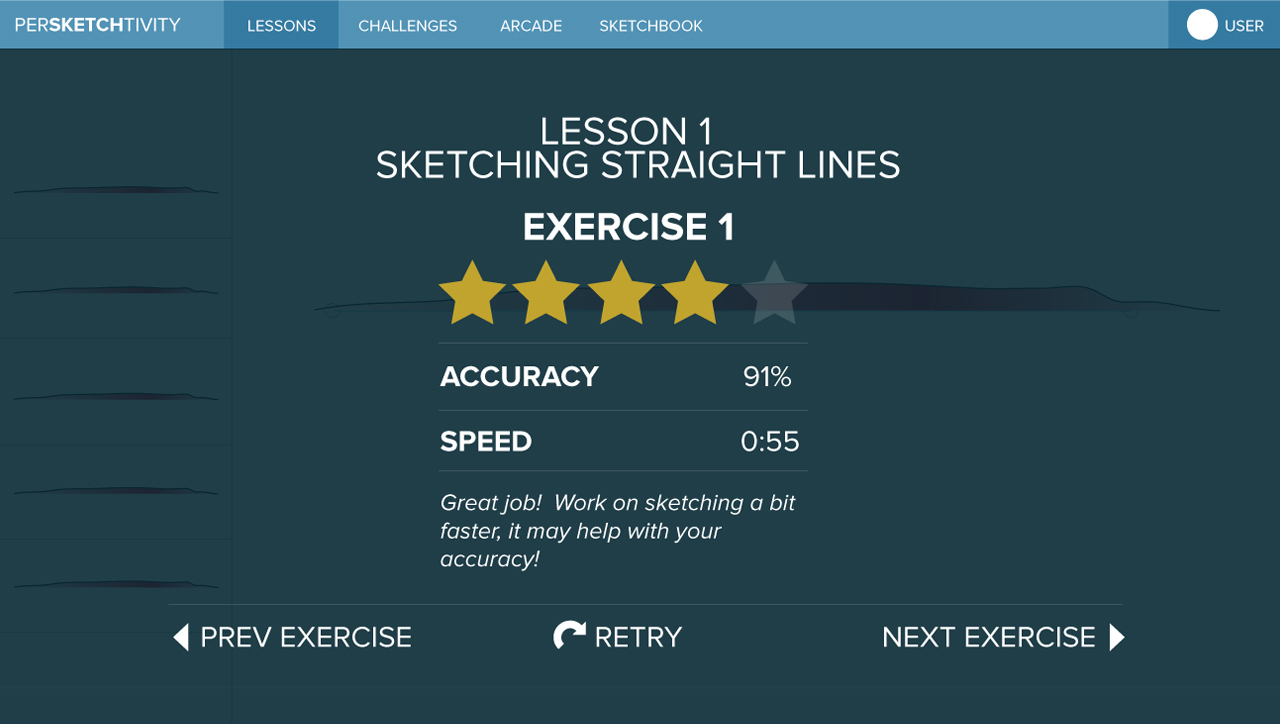 PERSKETCHTIVITY LESSONS CHALLENGES ARCADE SKETCHBOOK USER
LESSON 1
SKETCHING STRAIGHT LINES
EXERCISE 1
ACCURACY 91%
SPEED 0:55
Great job! Work on sketching a bit
faster, it may help with your
accuracy!
PREV EXERCISE RETRY NEXT EXERCISE